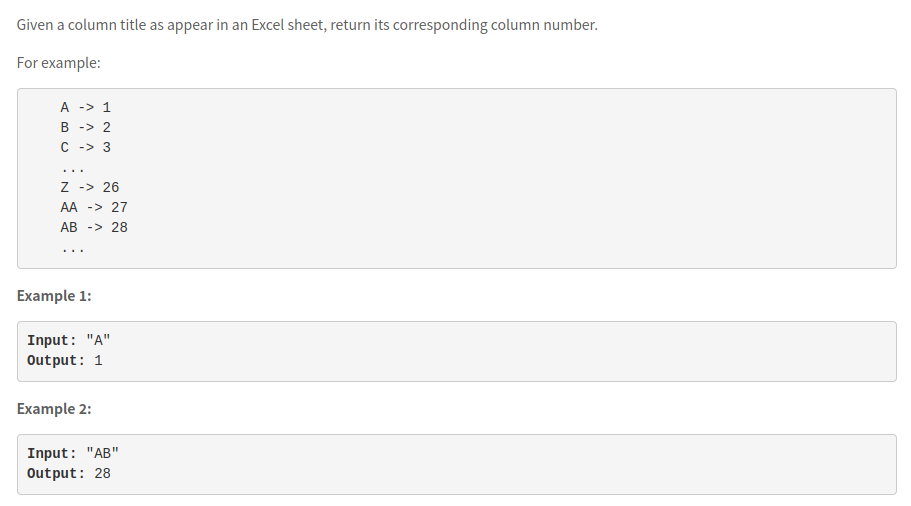 Given a column title as appear in an Excel sheet, return its corresponding column number.
For example:
A -> 1
B -> 2
C -> 3
...
Z -> 26
AA -> 27
AB -> 28
...
Example 1:
Input: "A"
Output: 1
Example 2:
Input: "AB"
Output: 28